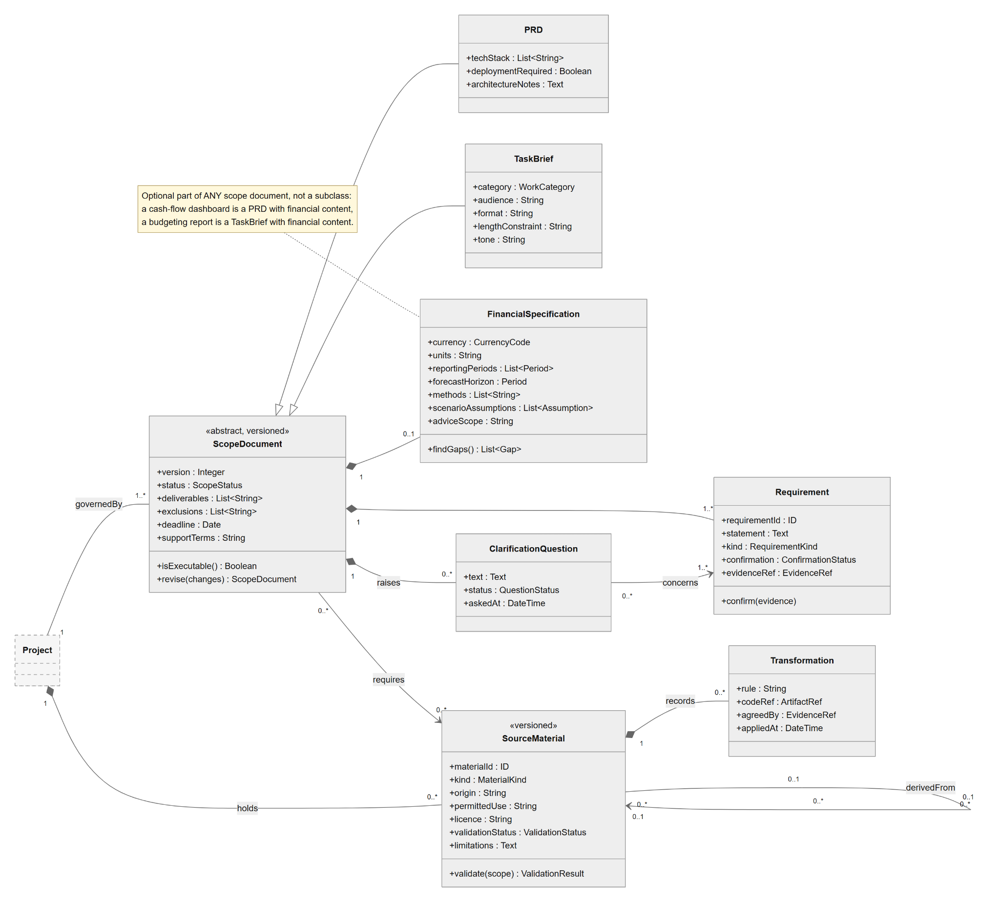 PRD
+techStack : List<String>
+deploymentRequired : Boolean
+architectureNotes : Text
TaskBrief
+category : WorkCategory
+audience : String
+format : String
+lengthConstraint : String
+tone : String
Optional part of ANY scope document, not a subclass:
a cash-flow dashboard is a PRD with financial content,
a budgeting report is a TaskBrief with financial content.
FinancialSpecification
+currency : CurrencyCode
+units : String
+reportingPeriods : List<Period>
+forecastHorizon : Period
+methods : List<String>
+scenarioAssumptions : List<Assumption>
+adviceScope : String
+findGaps() : List<Gap>
«abstract, versioned»
ScopeDocument
+version : Integer
+status : ScopeStatus
+deliverables : List<String>
+exclusions : List<String>
+deadline : Date
+supportTerms : String
+isExecutable() : Boolean
+revise(changes) : ScopeDocument
0..1
1
1..*
governedBy
1
1..*
1
Requirement
+requirementId : ID
+statement : Text
+kind : RequirementKind
+confirmation : ConfirmationStatus
+evidenceRef : EvidenceRef
+confirm(evidence)
ClarificationQuestion
+text : Text
+status : QuestionStatus
+askedAt : DateTime
1
raises
0..*
0..*
concerns
1..*
0..*
requires
0..*
Project
1
holds
0..*
«versioned»
SourceMaterial
+materialId : ID
+kind : MaterialKind
+origin : String
+permittedUse : String
+licence : String
+validationStatus : ValidationStatus
+limitations : Text
+validate(scope) : ValidationResult
1
records
0..*
Transformation
+rule : String
+codeRef : ArtifactRef
+agreedBy : EvidenceRef
+appliedAt : DateTime
0..1
derivedFrom
0..1
0..*
0..*
0..*
0..1